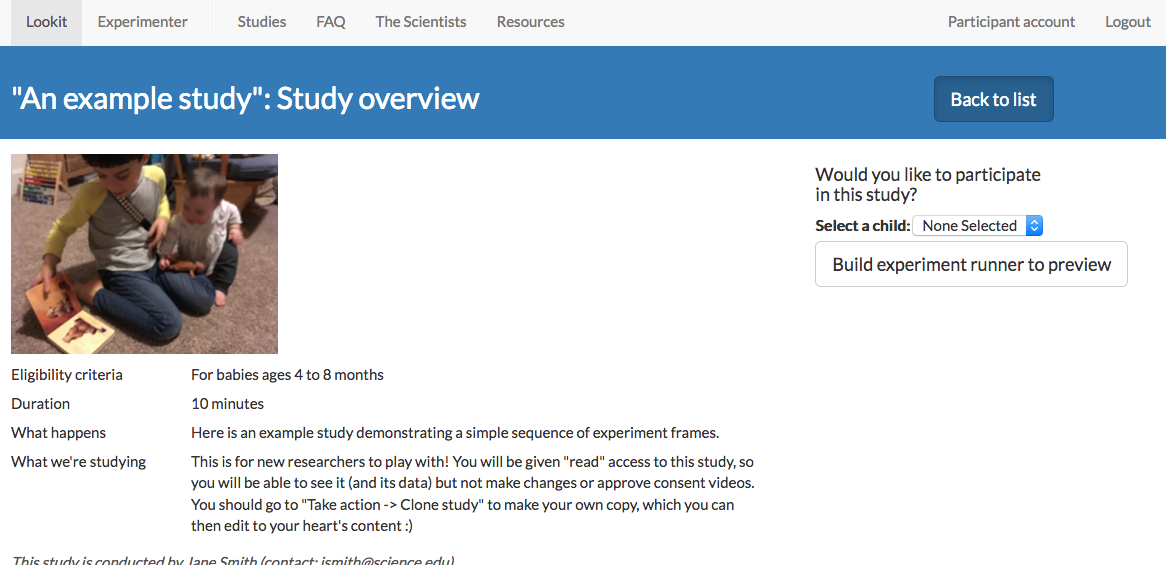 Lookit Experimenter Studies FAQ The Scientists Resources Participant account Logout
"An example study": Study overview
Back to list
Would you like to participate
in this study?
Select a child: None Selected
Build experiment runner to preview
Eligibility criteria For babies ages 4 to 8 months
Duration 10 minutes
What happens Here is an example study demonstrating a simple sequence of experiment frames.
What we're studying This is for new researchers to play with! You will be given "read" access to this study, so
you will be able to see it (and its data) but not make changes or approve consent videos.
You should go to "Take action -> Clone study" to make your own copy, which you can
then edit to your heart's content :)
This study is conducted by Jane Smith (contact: jsmith@science.edu)